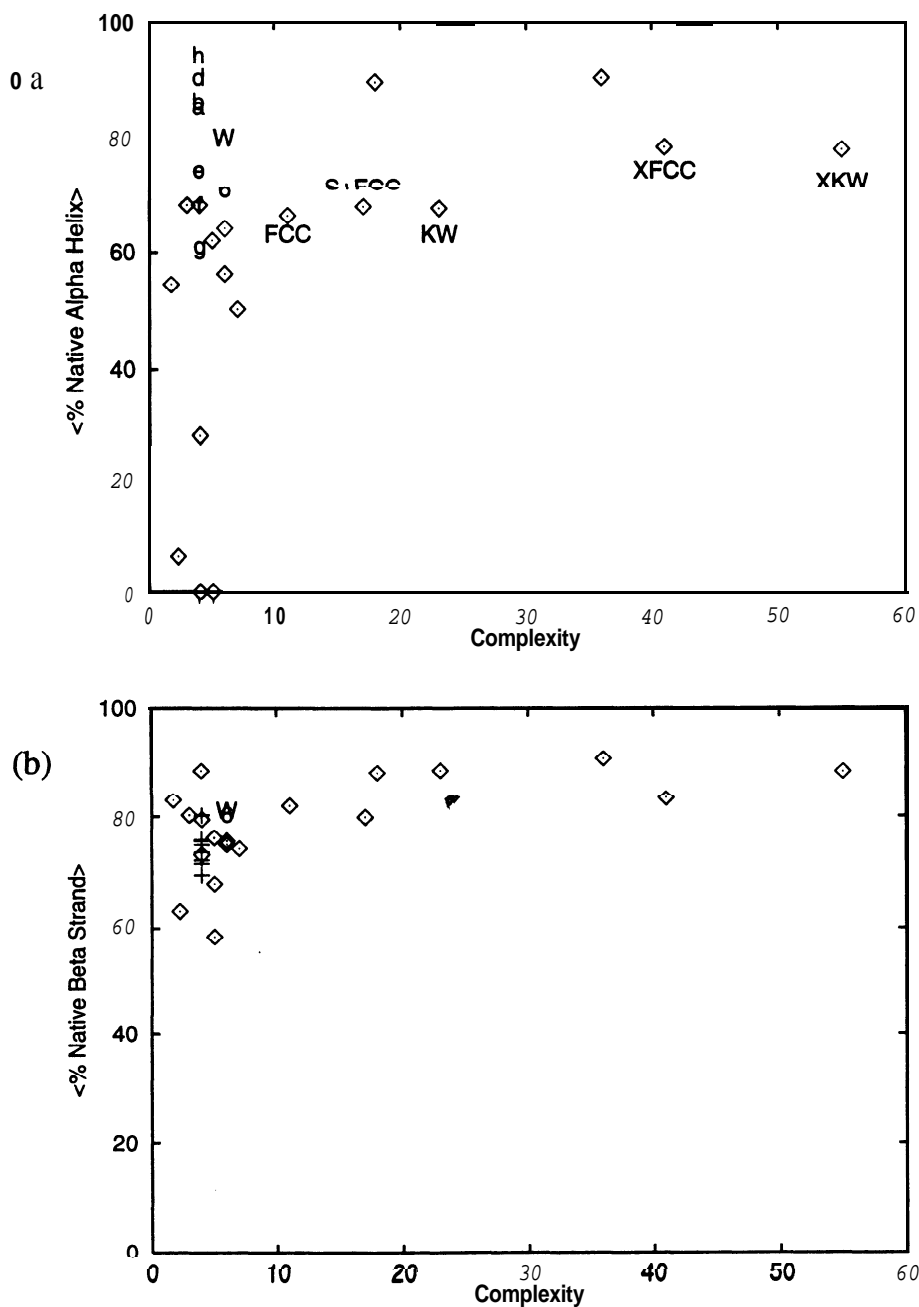 100
h
0 a
d
80
W
e
o
XFCC
XKW
S+FCC
f
FCC
KW
g
60
<% Native Alpha Helix>
40
20
0
0 10 20 30 40 50 60
Complexity
100
(b)
W
80
60
<% Native Beta Strand>
40
20
0
0 10 20 30 40 50 60
Complexity